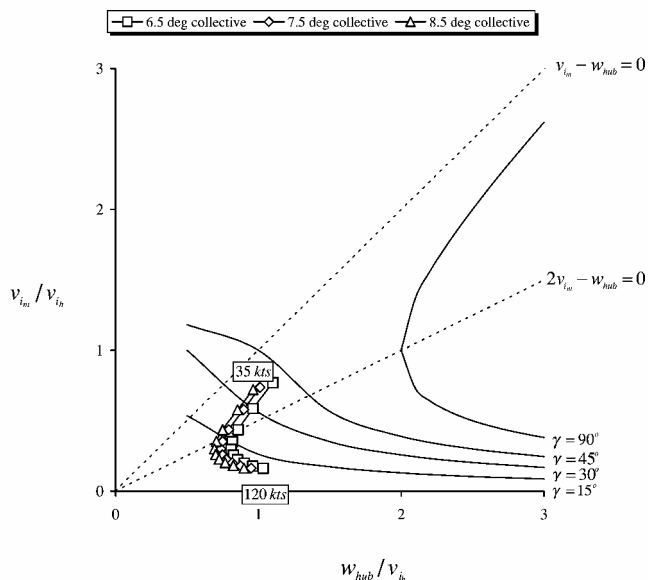 6.5 deg collective 7.5 deg collective 8.5 deg collective
3
v_{i_m} - w_{hub} = 0
2
2v_{i_m} - w_{hub} = 0
v_{i_m} / v_{i_h}
1
35 kts
γ = 90°
γ = 45°
γ = 30°
γ = 15°
0
120 kts
0 1 2 3
w_{hub} / v_{i_h}